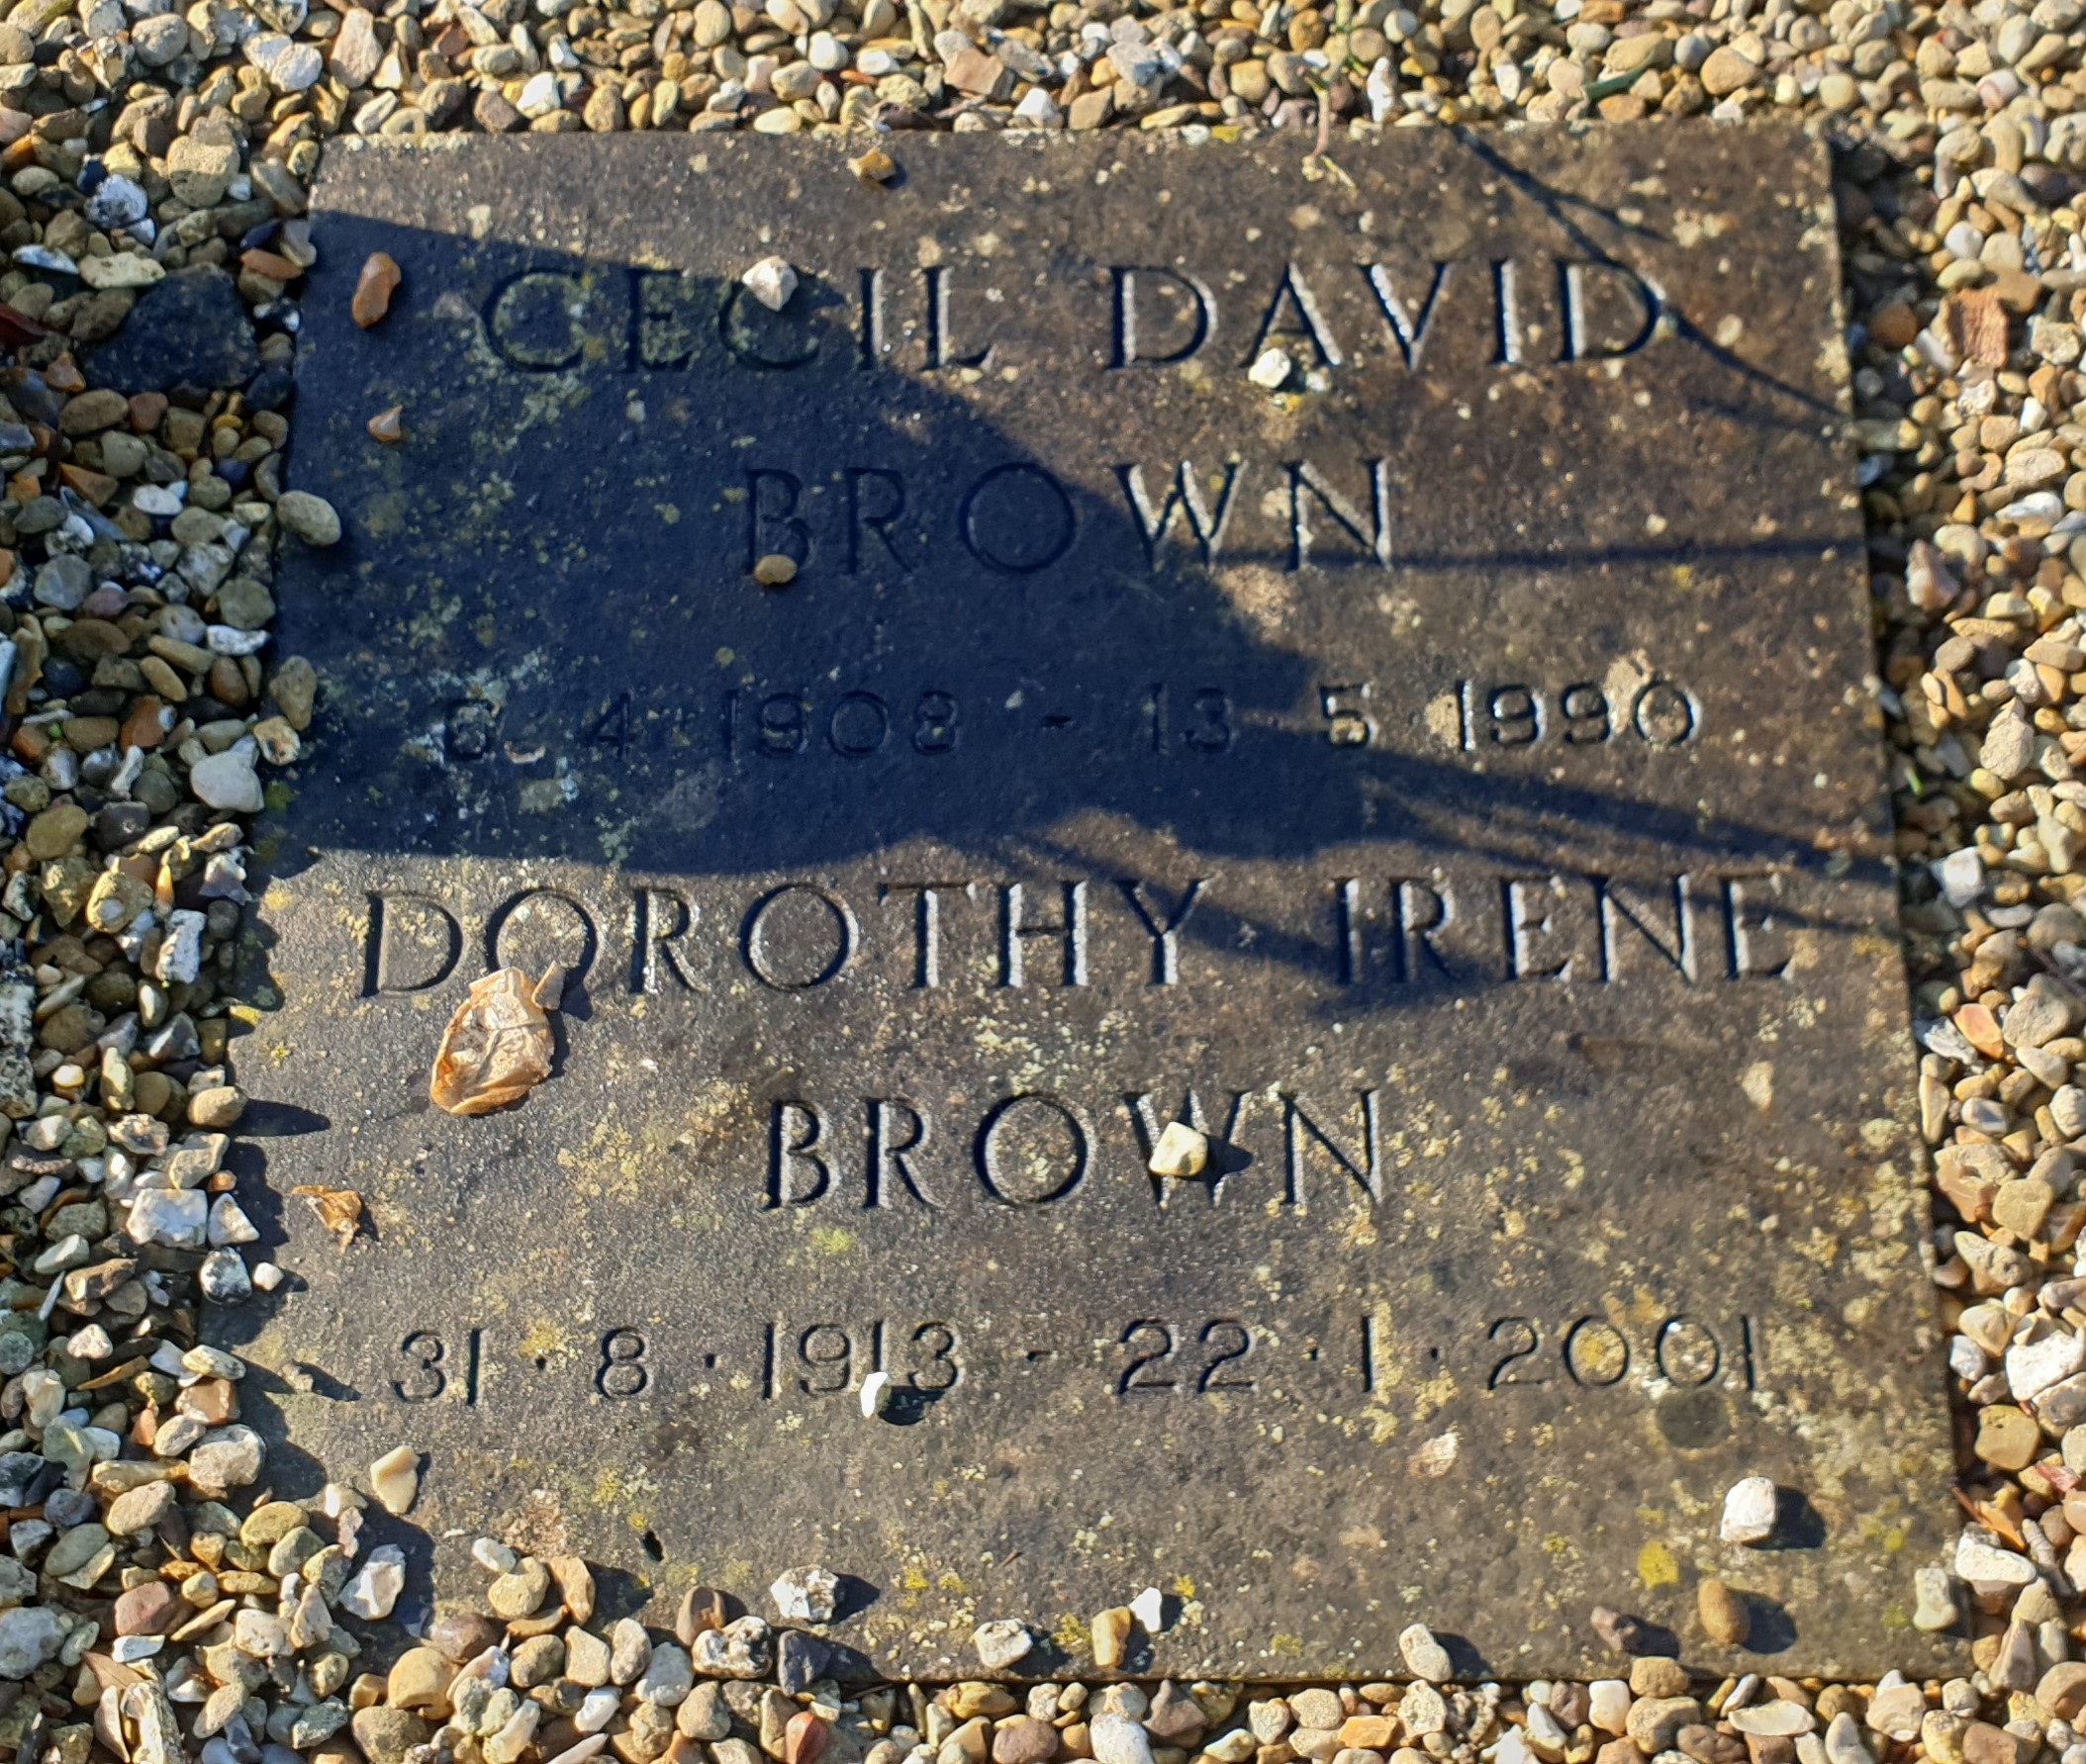 CECIL DAVID
BROWN
4 1908 - 13 5 1990
DOROTHY IRENE
BROWN
31 · 8 · 1913 - 22 · 1 · 2001